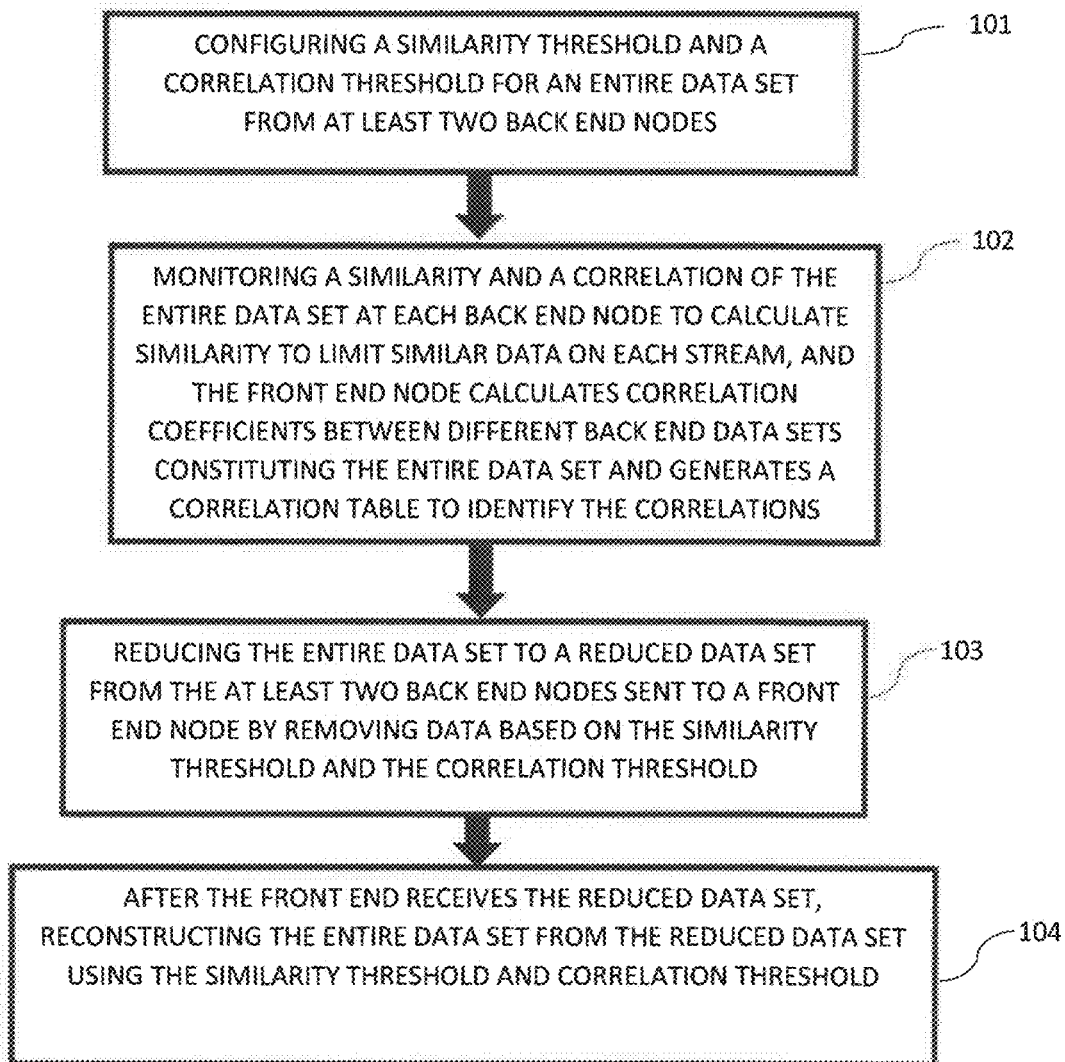 CONFIGURING A SIMILARITY THRESHOLD AND A
CORRELATION THRESHOLD FOR AN ENTIRE DATA SET
FROM AT LEAST TWO BACK END NODES
101
MONITORING A SIMILARITY AND A CORRELATION OF THE
ENTIRE DATA SET AT EACH BACK END NODE TO CALCULATE
SIMILARITY TO LIMIT SIMILAR DATA ON EACH STREAM, AND
THE FRONT END NODE CALCULATES CORRELATION
COEFFICIENTS BETWEEN DIFFERENT BACK END DATA SETS
CONSTITUTING THE ENTIRE DATA SET AND GENERATES A
CORRELATION TABLE TO IDENTIFY THE CORRELATIONS
102
REDUCING THE ENTIRE DATA SET TO A REDUCED DATA SET
FROM THE AT LEAST TWO BACK END NODES SENT TO A FRONT
END NODE BY REMOVING DATA BASED ON THE SIMILARITY
THRESHOLD AND THE CORRELATION THRESHOLD
103
AFTER THE FRONT END RECEIVES THE REDUCED DATA SET,
RECONSTRUCTING THE ENTIRE DATA SET FROM THE REDUCED DATA SET
USING THE SIMILARITY THRESHOLD AND CORRELATION THRESHOLD
104